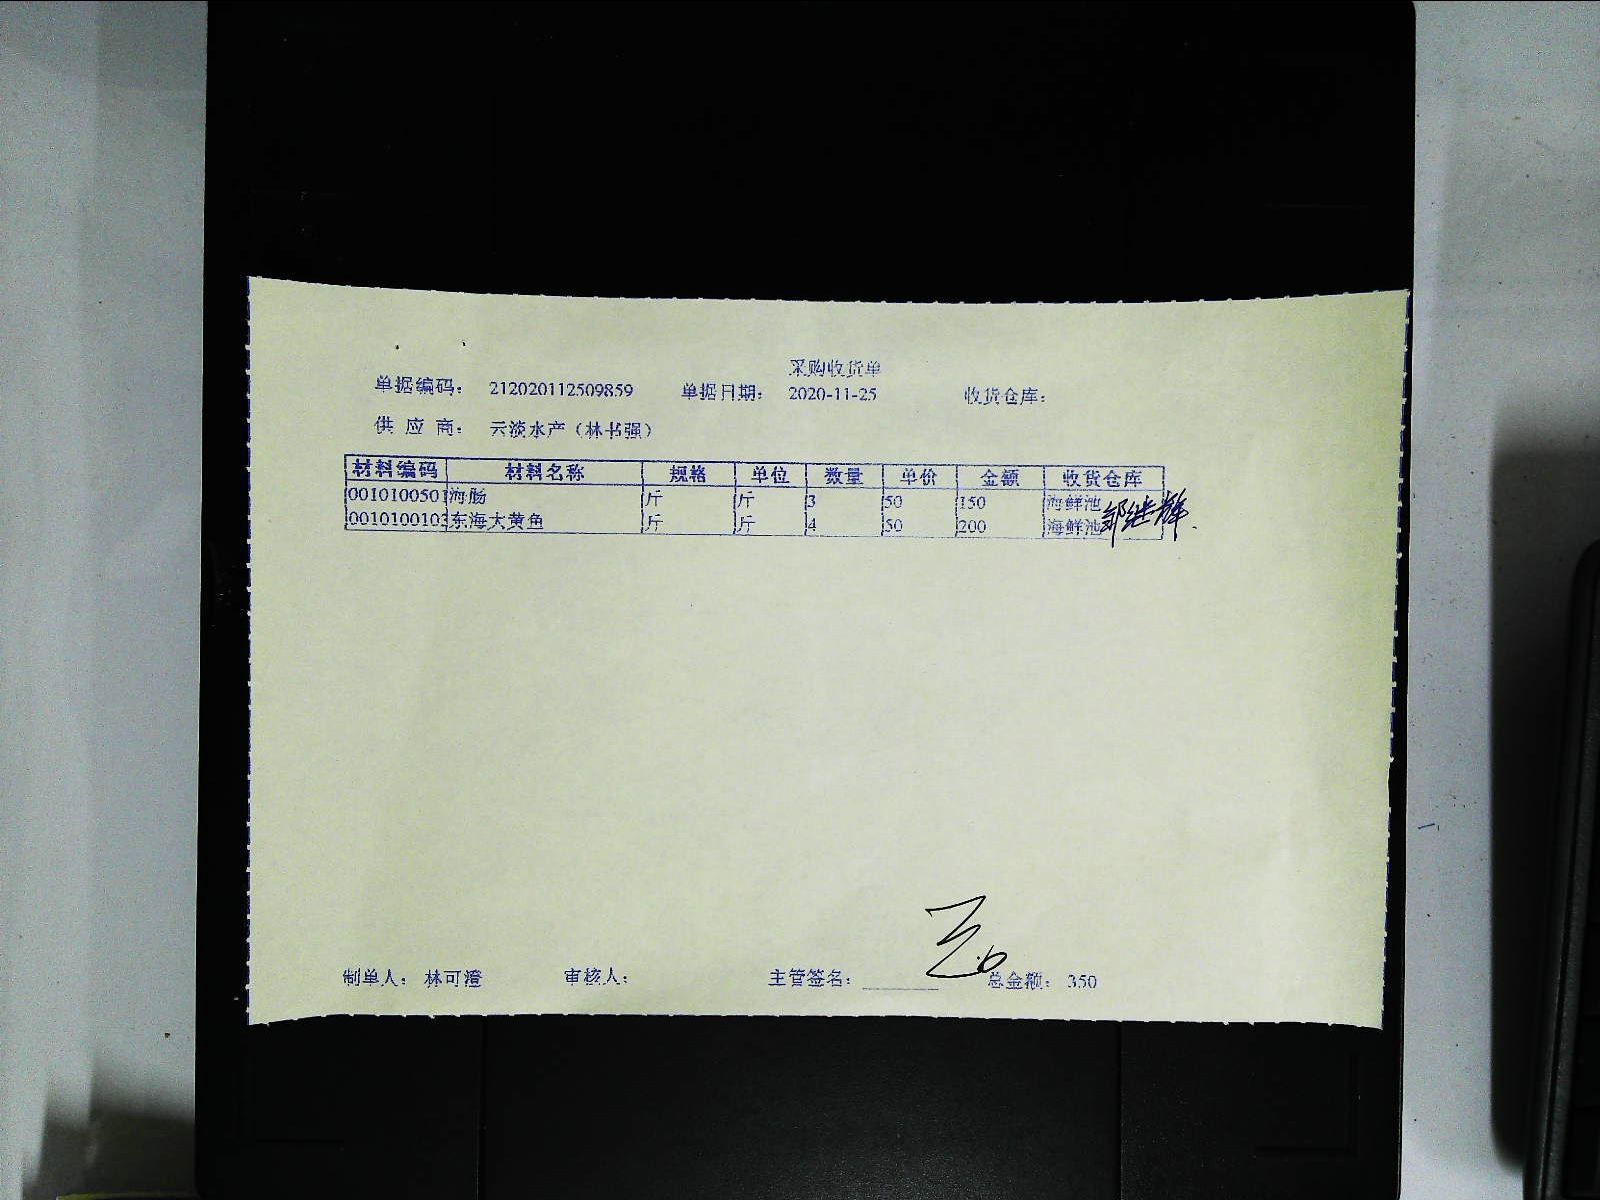 采购收货单
单据编码： 212020112509859 单据日期： 2020-11-25 收货仓库：
供 应 商： 云淡水产（林书强）
材料编码 材料名称 规格 单位 数量 单价 金额 收货仓库
0010100501 海肠 斤 斤 3 50 150 海鲜池
0010100103 东海大黄鱼 斤 斤 4 50 200 海鲜池
制单人： 林可澄 审核人： 主管签名： 总金额： 350